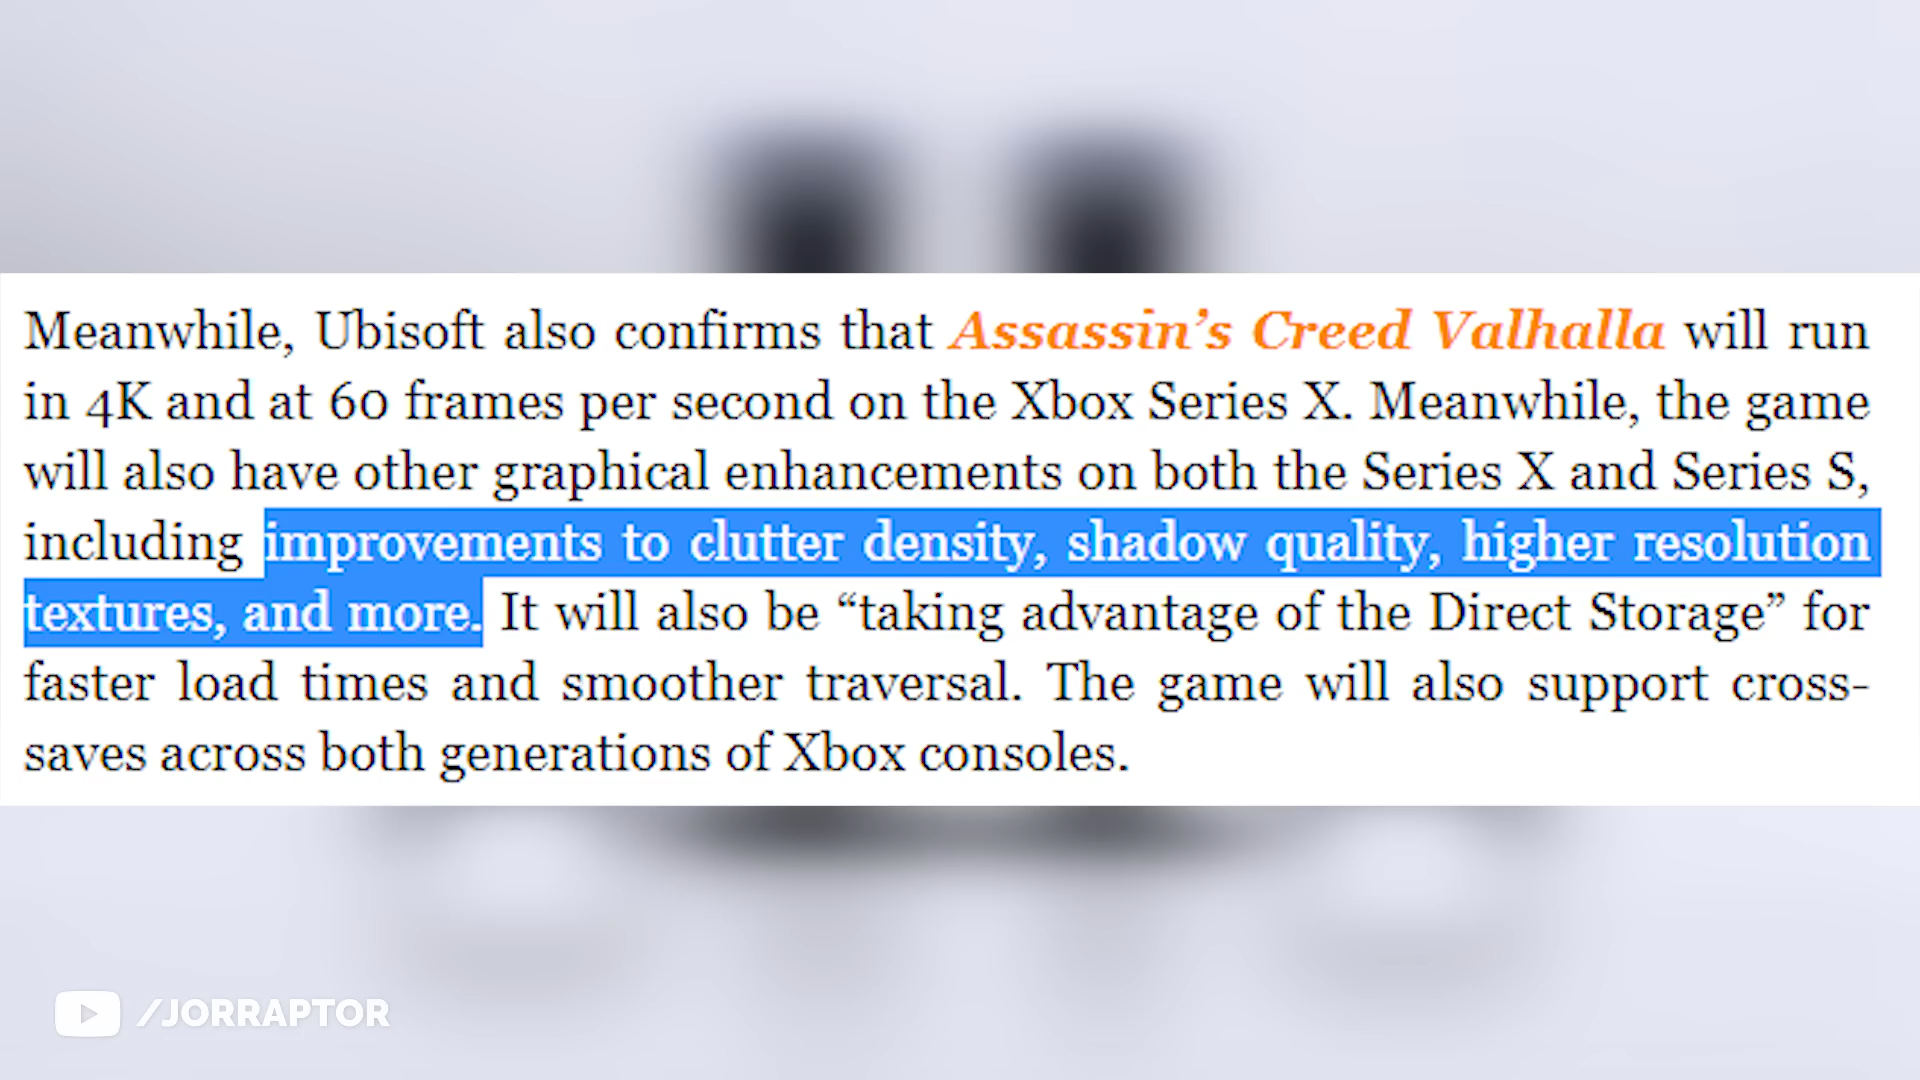 Meanwhile, Ubisoft also confirms that Assassin’s Creed Valhalla will run
in 4K and at 60 frames per second on the Xbox Series X. Meanwhile, the game
will also have other graphical enhancements on both the Series X and Series S,
including improvements to clutter density, shadow quality, higher resolution
textures, and more. It will also be “taking advantage of the Direct Storage” for
faster load times and smoother traversal. The game will also support cross-
saves across both generations of Xbox consoles.
/JORRAPTOR